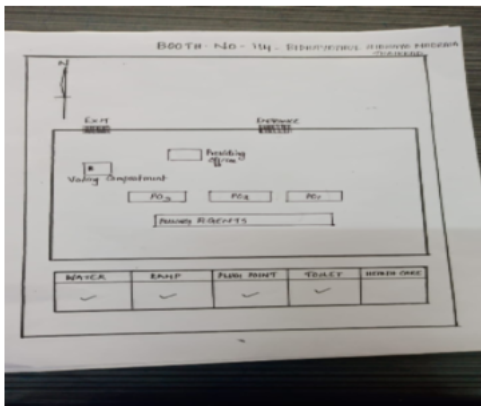 BOOTH - NO - 114 -
N
EXIT
ENTRANCE
Presiding
Officer
Voting Compartment
PO3 PO2 PO1
POLLING AGENTS
WATER RAMP PLUG POINT TOILET